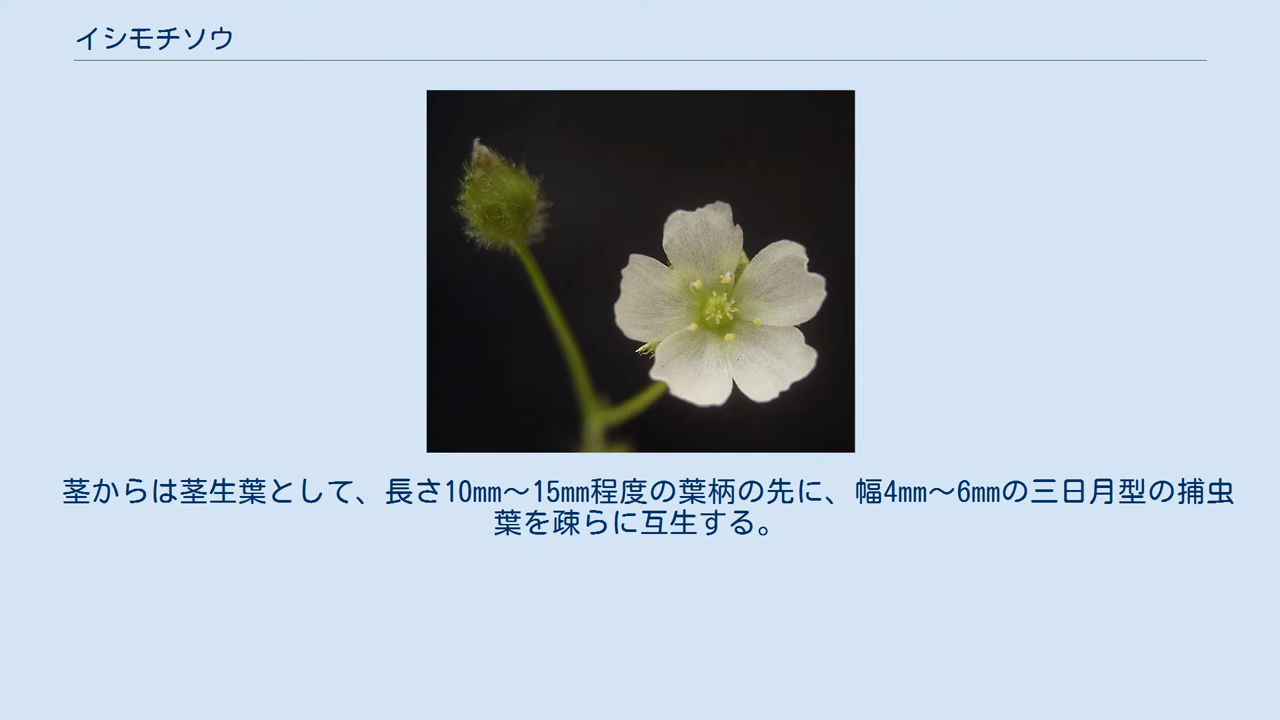 イシモチソウ
茎からは茎生葉として、長さ10mm～15mm程度の葉柄の先に、幅4mm～6mmの三日月型の捕虫
葉を疎らに互生する。